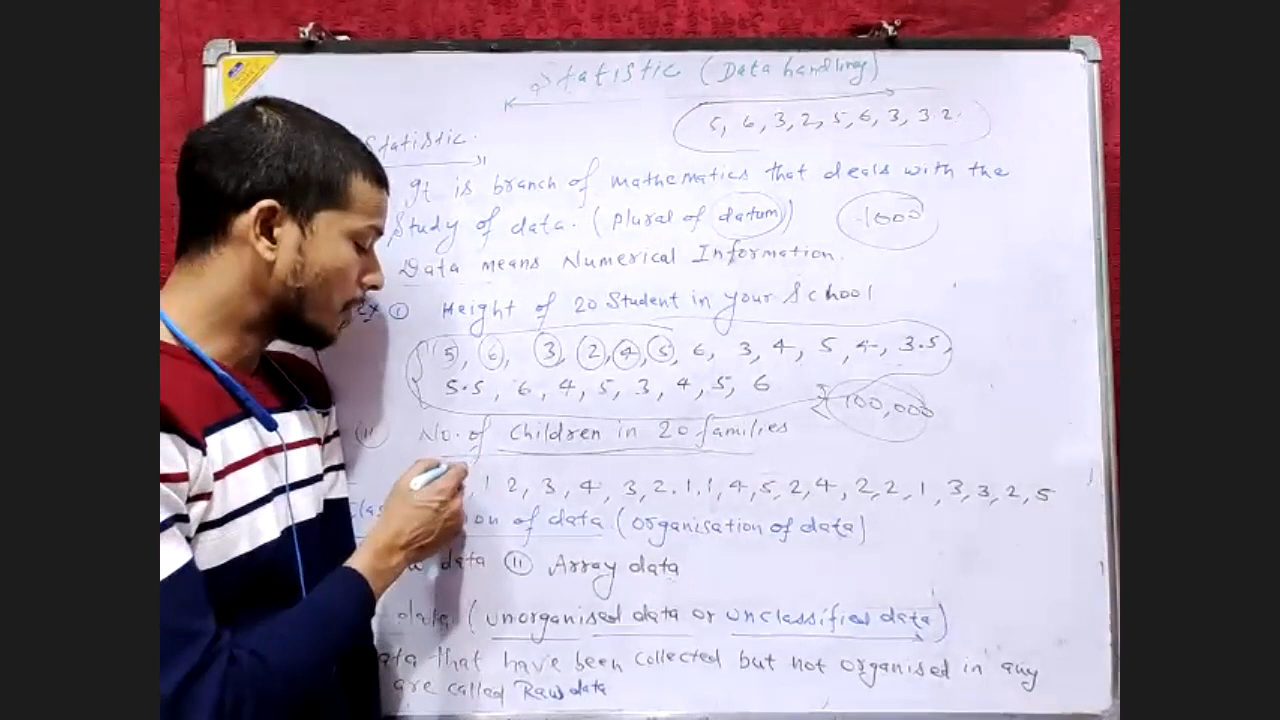 Statistic (Data handling)
5, 6, 3, 2, 5, 6, 3, 3 2.
Statistic.
It is branch of mathematics that deals with the
Study of data. (Plural of datum) 1000
Data means Numerical Information.
Ex (i) Height of 20 Student in your School
5, 6, 3, 2, 4, 5, 6, 3, 4, 5, 4, 3.5,
5.5, 6, 4, 5, 3, 4, 5, 6
100,000
(ii) No. of Children in 20 families
, 1 2, 3, 4, 3, 2, 1, 1, 4, 5, 2, 4, 2, 2, 1, 3, 3, 2, 5
of data. (Organisation of data)
data (ii) Array data
data (unorganised data or unclassified data)
that have been collected but not organised in any
are called Raw data